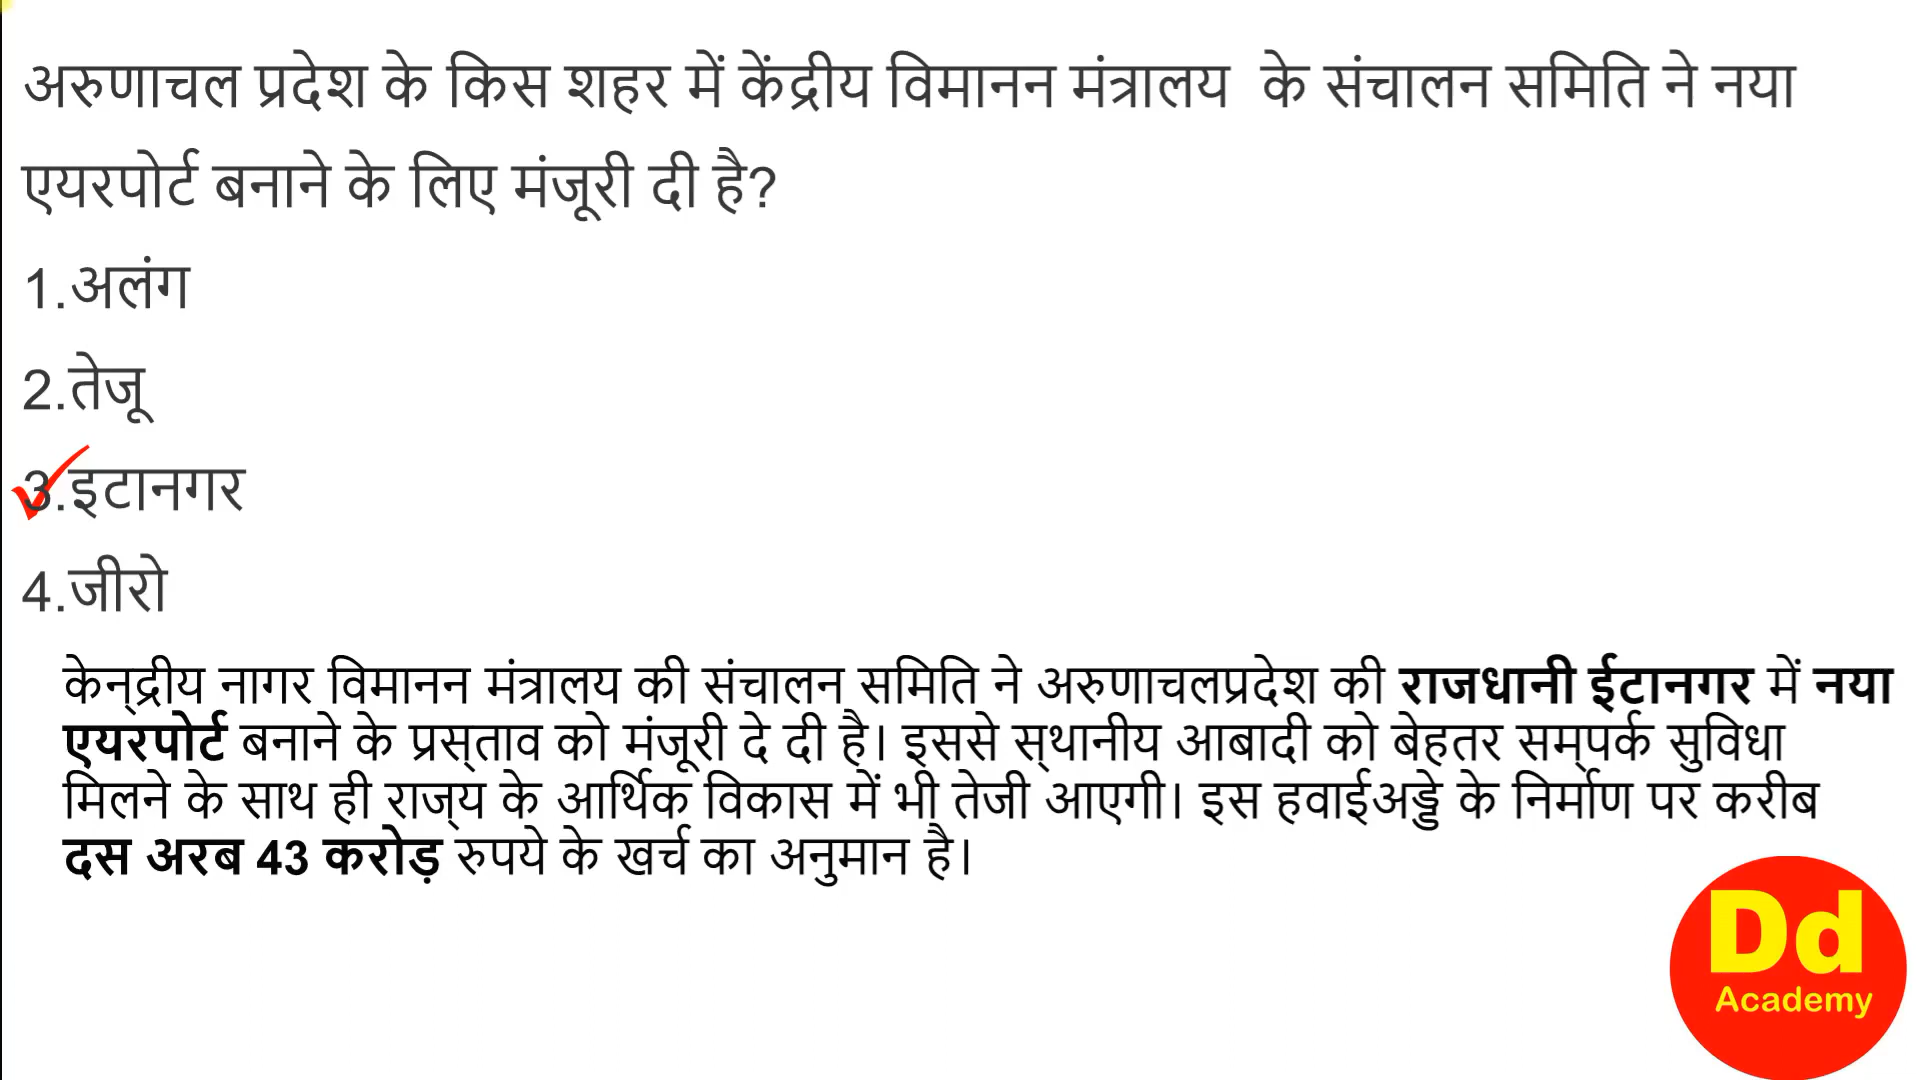 अरुणाचल प्रदेश के किस शहर में केंद्रीय विमानन मंत्रालय के संचालन समिति ने नया
एयरपोर्ट बनाने के लिए मंजूरी दी है?
1.अलंग
2.तेजू
3.इटानगर
4.जीरो
केन्द्रीय नागर विमानन मंत्रालय की संचालन समिति ने अरुणाचलप्रदेश की राजधानी ईटानगर में नया
एयरपोर्ट बनाने के प्रस्ताव को मंजूरी दे दी है। इससे स्थानीय आबादी को बेहतर सम्पर्क सुविधा
मिलने के साथ ही राज्य के आर्थिक विकास में भी तेजी आएगी। इस हवाईअड्डे के निर्माण पर करीब
दस अरब 43 करोड़ रुपये के खर्च का अनुमान है।
Dd
Academy